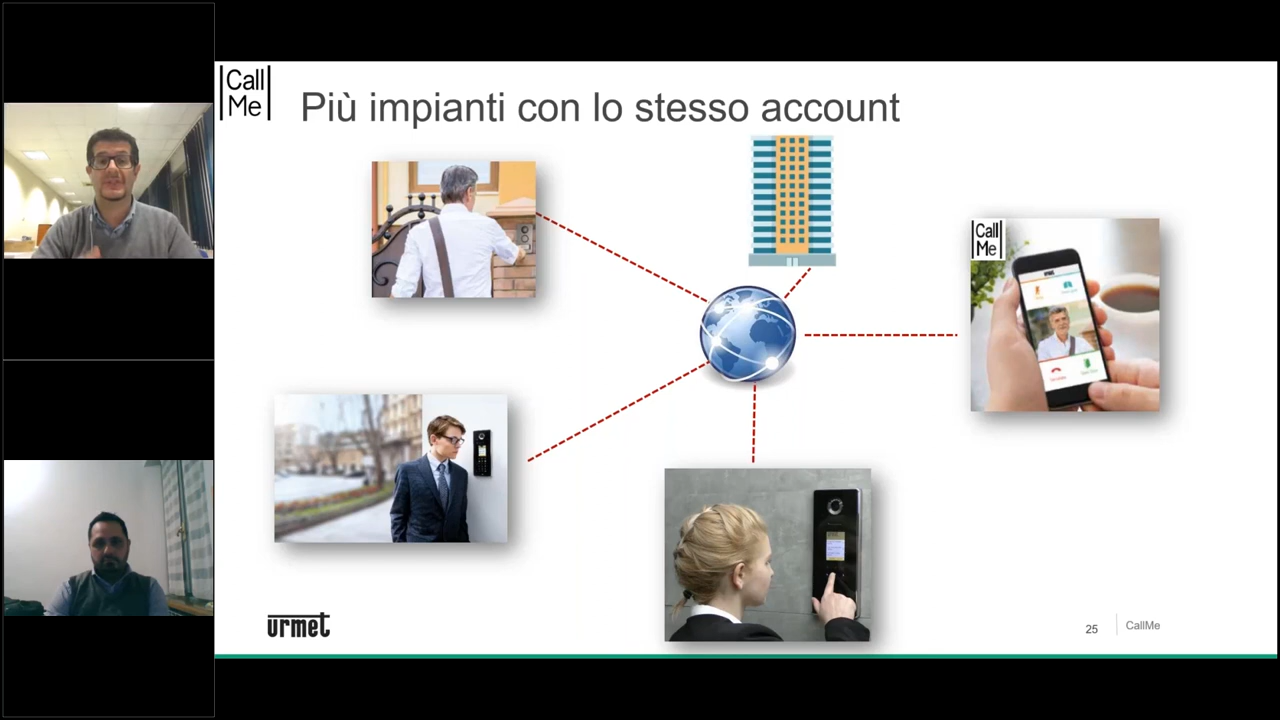 Call
Me
Più impianti con lo stesso account
Call
Me
urmet
25
CallMe